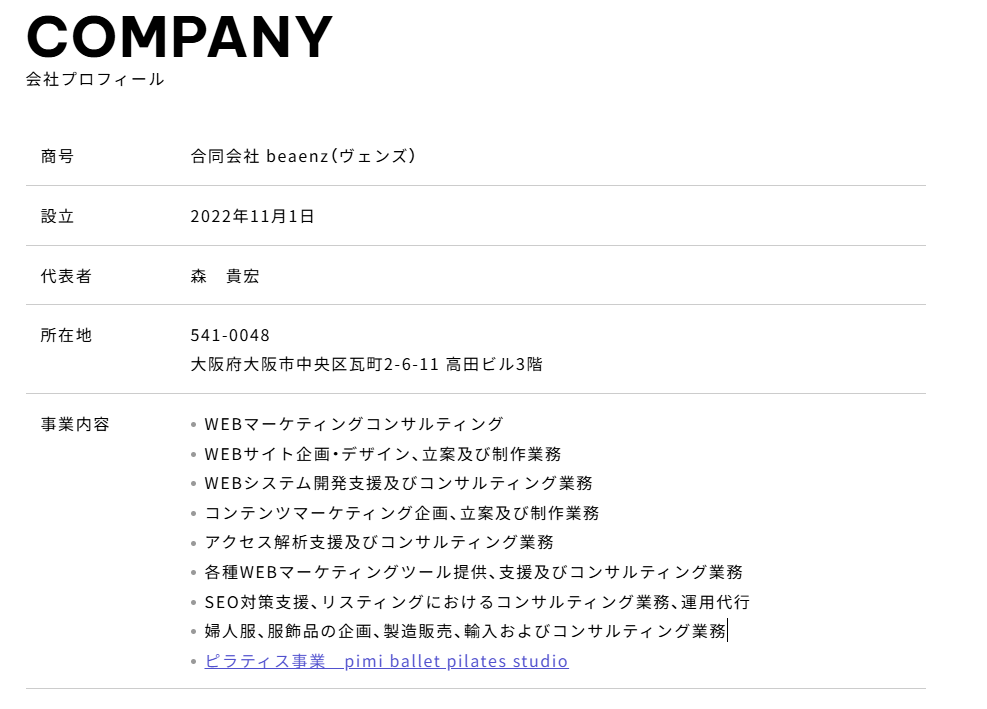 COMPANY
会社プロフィール
商号
合同会社 beaenz（ヴェンズ）
設立
2022年11月1日
代表者
森　貴宏
所在地
541-0048
大阪府大阪市中央区瓦町2-6-11 高田ビル3階
事業内容
WEBマーケティングコンサルティング
WEBサイト企画・デザイン、立案及び制作業務
WEBシステム開発支援及びコンサルティング業務
コンテンツマーケティング企画、立案及び制作業務
アクセス解析支援及びコンサルティング業務
各種WEBマーケティングツール提供、支援及びコンサルティング業務
SEO対策支援、リスティングにおけるコンサルティング業務、運用代行
婦人服、服飾品の企画、製造販売、輸入およびコンサルティング業務
ピラティス事業　pimi ballet pilates studio